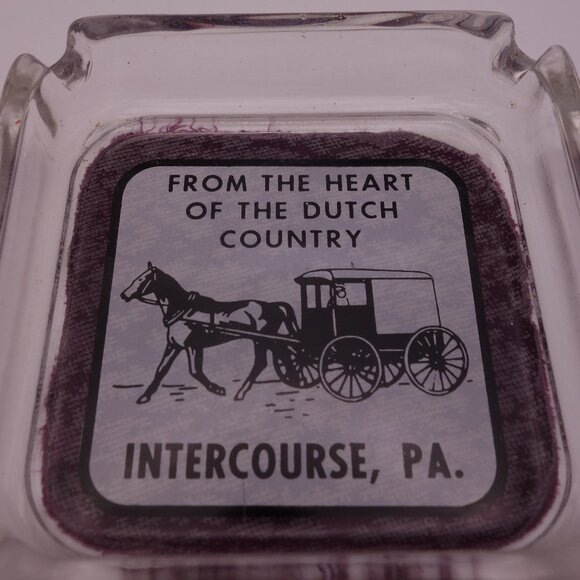 FROM THE HEART
OF THE DUTCH
COUNTRY
INTERCOURSE, PA.